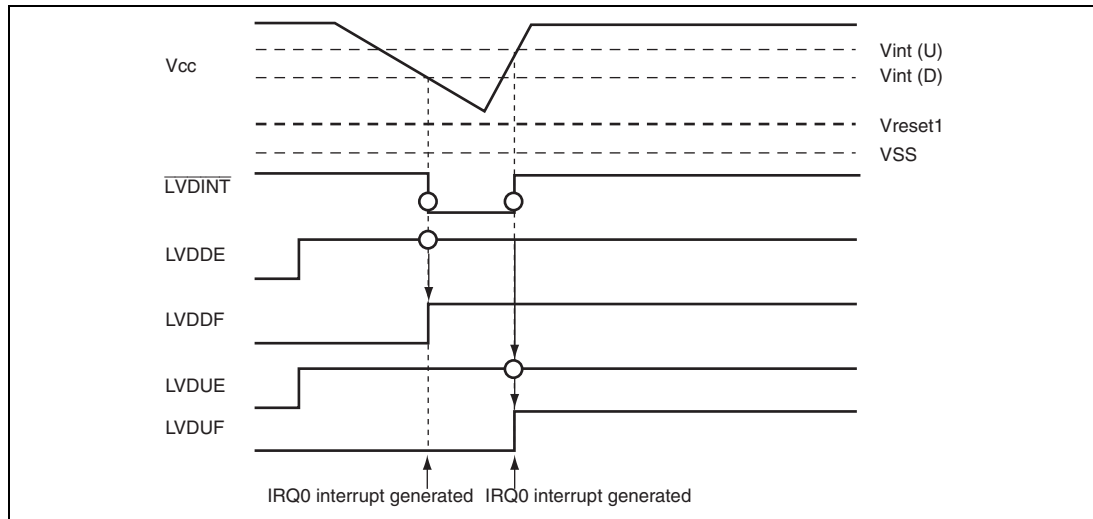 Vcc
Vint (U)
Vint (D)
Vreset1
VSS
LVDINT
LVDDE
LVDDF
LVDUE
LVDUF
IRQ0 interrupt generated IRQ0 interrupt generated